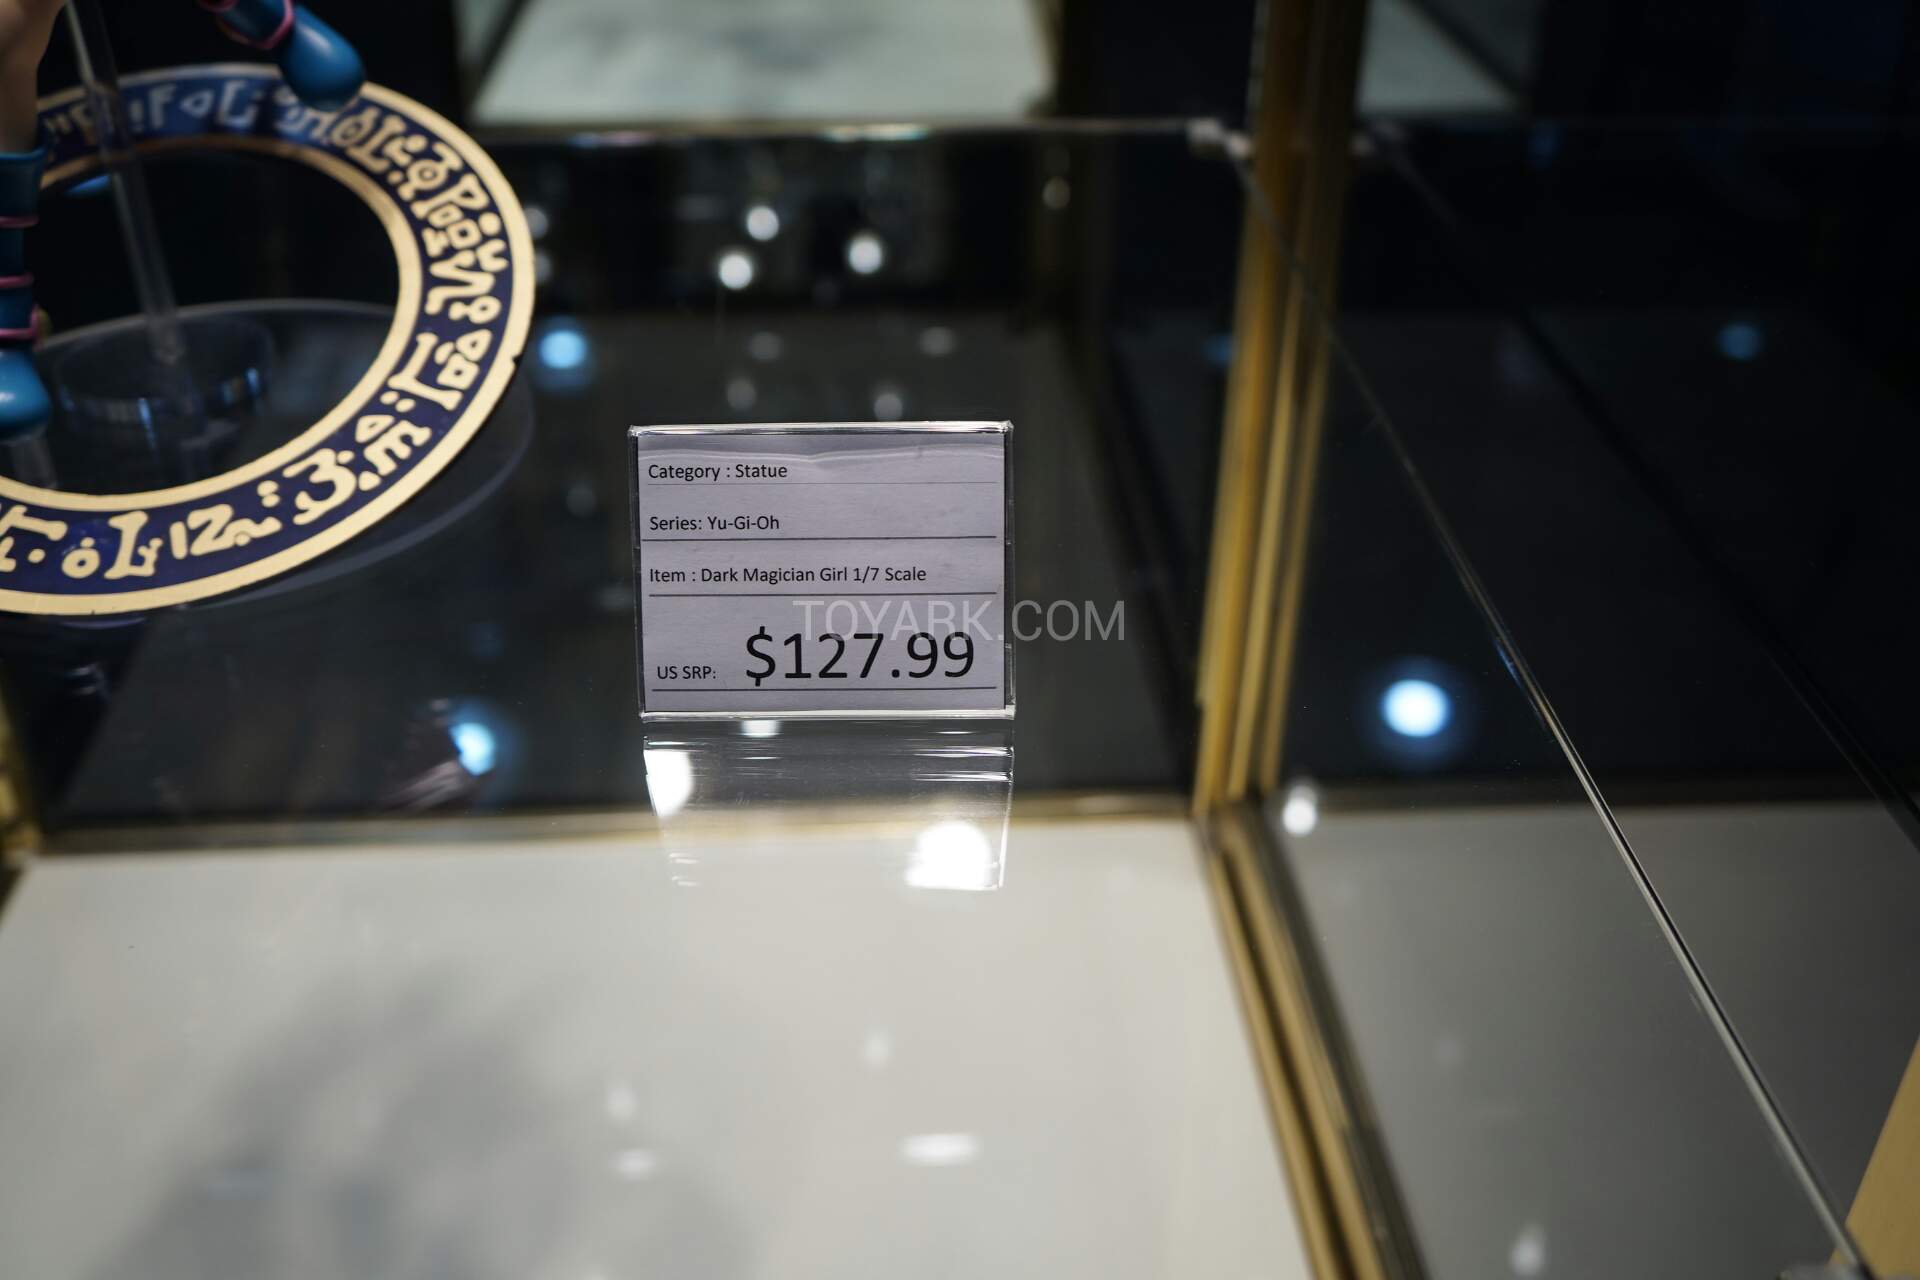 Category : Statue
Series: Yu-Gi-Oh
Item : Dark Magician Girl 1/7 Scale
TOYARK.COM
US SRP: $127.99